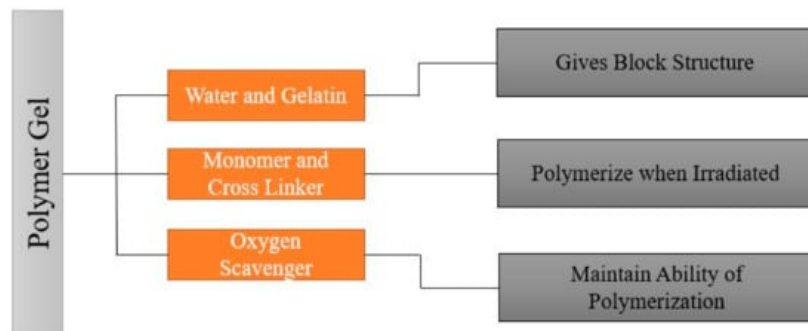 Polymer Gel
Water and Gelatin
Gives Block Structure
Monomer and
Cross Linker
Polymerize when Irradiated
Oxygen
Scavenger
Maintain Ability of
Polymerization